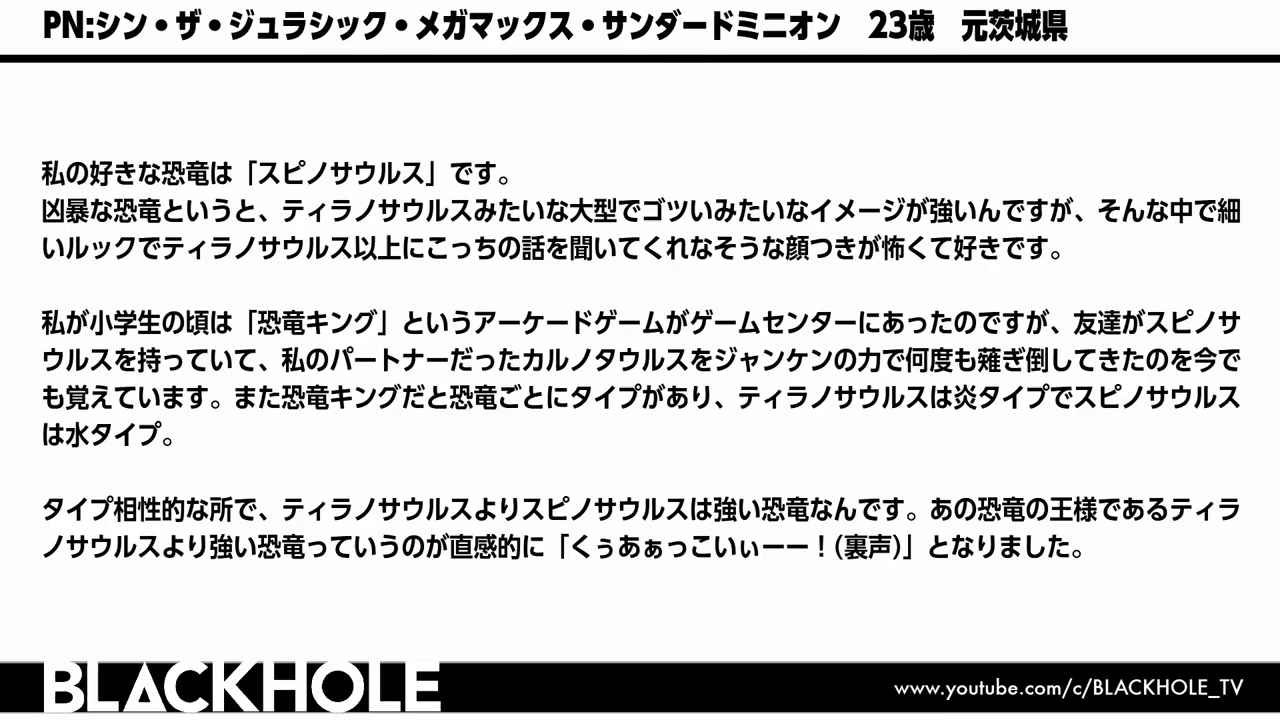 PN:シン・ザ・ジュラシック・メガマックス・サンダードミニオン　23歳　元茨城県
私の好きな恐竜は「スピノサウルス」です。
凶暴な恐竜というと、ティラノサウルスみたいな大型でゴツいみたいなイメージが強いんですが、そんな中で細
いルックでティラノサウルス以上にこっちの話を聞いてくれなそうな顔つきが怖くて好きです。
私が小学生の頃は「恐竜キング」というアーケードゲームがゲームセンターにあったのですが、友達がスピノサ
ウルスを持っていて、私のパートナーだったカルノタウルスをジャンケンの力で何度も薙ぎ倒してきたのを今で
も覚えています。また恐竜キングだと恐竜ごとにタイプがあり、ティラノサウルスは炎タイプでスピノサウルス
は水タイプ。
タイプ相性的な所で、ティラノサウルスよりスピノサウルスは強い恐竜なんです。あの恐竜の王様であるティラ
ノサウルスより強い恐竜っていうのが直感的に「くぅあぁっこいぃーー！(裏声)」となりました。
BLACKHOLE
www.youtube.com/c/BLACKHOLE_TV